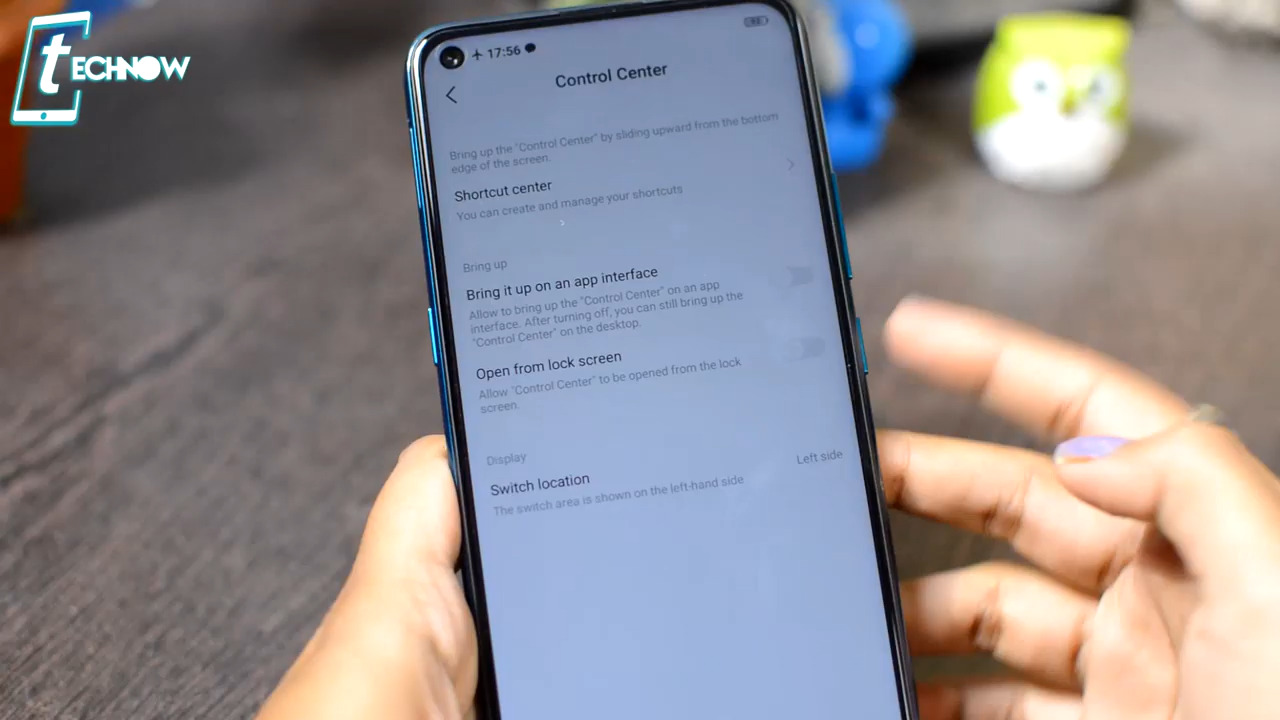 tECHNOW
17:56
Control Center
Bring up the "Control Center" by sliding upward from the bottom
edge of the screen.
Shortcut center
You can create and manage your shortcuts
Bring up
Bring it up on an app interface
Allow to bring up the "Control Center" on an app
interface. After turning off, you can still bring up the
"Control Center" on the desktop.
Open from lock screen
Allow "Control Center" to be opened from the lock
screen.
Display
Switch location
Left side
The switch area is shown on the left-hand side